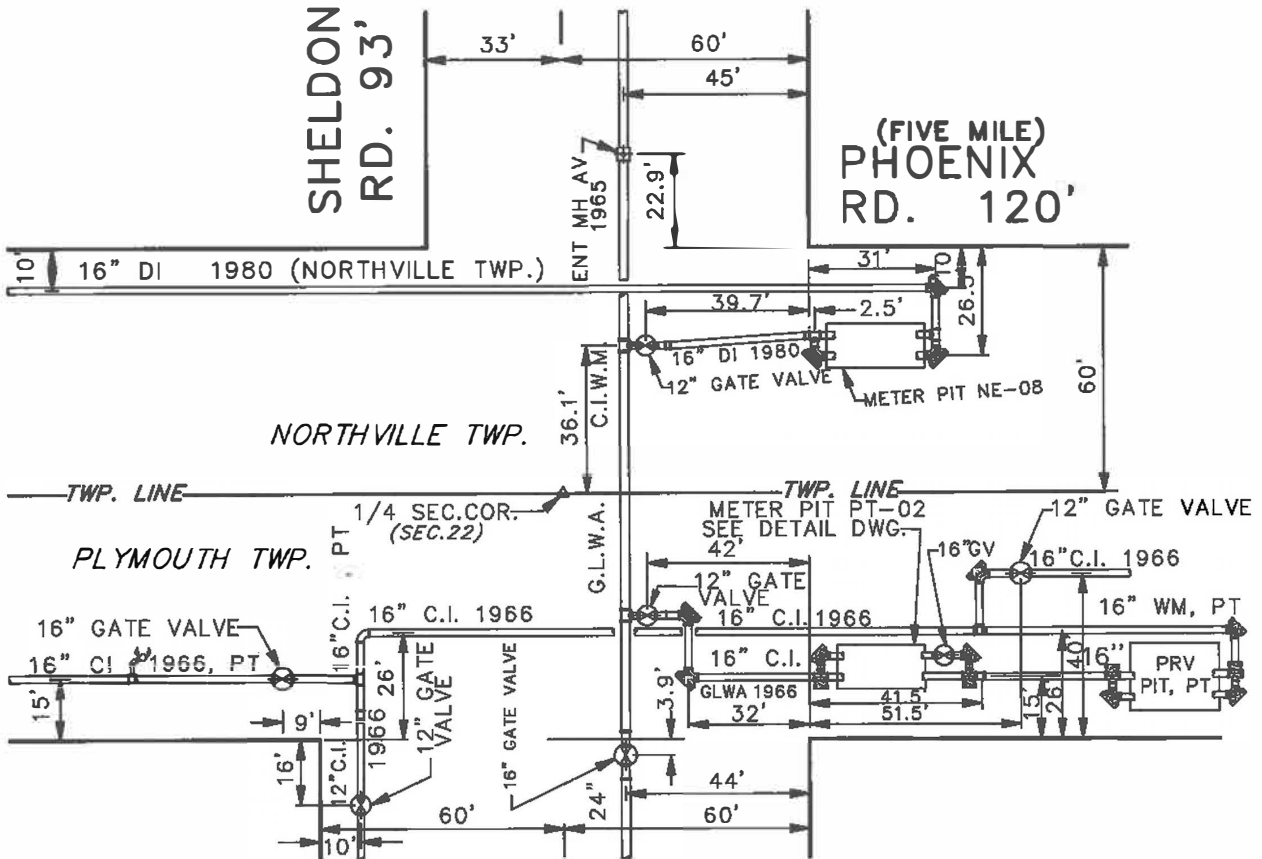 SHELDON
RD. 93'
33'
60'
45'
(FIVE MILE)
PHOENIX
RD. 120'
ENT MH AV
1965
22.9'
10'
16" DI 1980 (NORTHVILLE TWP.)
31'
10'
26.5'
39.7'
2.5'
16" DI 1980
12" GATE VALVE
METER PIT NE-08
60'
36.1'
C.I.W.M.
NORTHVILLE TWP.
TWP. LINE
TWP. LINE
1/4 SEC.COR.
(SEC.22)
METER PIT PT-02
SEE DETAIL DWG.
12" GATE VALVE
PLYMOUTH TWP.
G.L.W.A.
42'
16"GV
16"C.I. 1966
12" GATE
VALVE
16"C.I. PT
16" C.I. 1966
16" C.I. 1966
16" WM, PT
16" GATE VALVE
16" CI 1966, PT
16" C.I.
GLWA 1966
16"
PRV
PIT, PT
40'
26'
15'
41.5'
51.5'
32'
3.9'
15'
9'
26'
16'
12"C.I.
1966
12" GATE
VALVE
16" GATE VALVE
24"
44'
60'
60'
10'